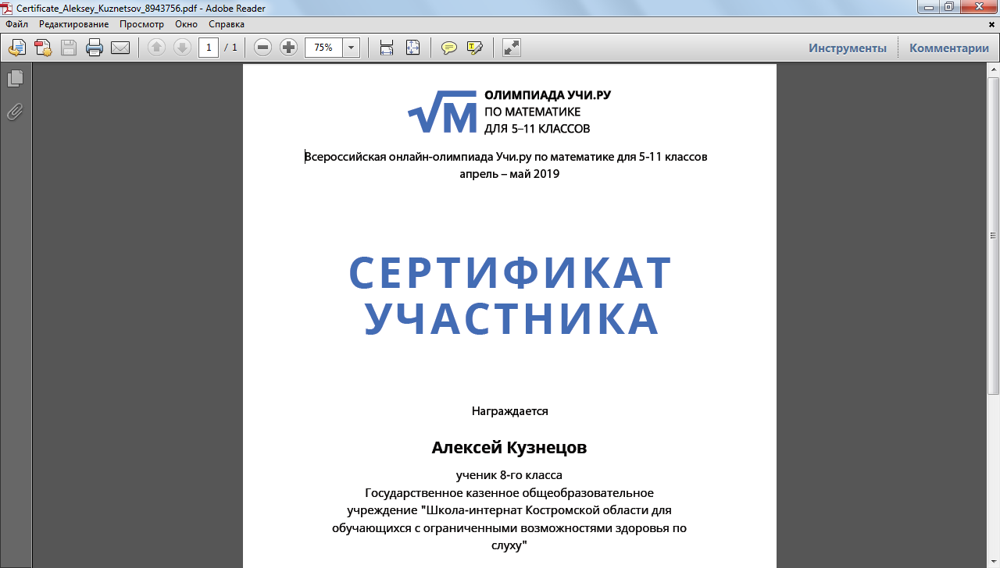 Certificate_Aleksey_Kuznetsov_8943756.pdf - Adobe Reader
Файл Редактирование Просмотр Окно Справка
1 / 1 75% Инструменты Комментарии
√М ОЛИМПИАДА УЧИ.РУ
ПО МАТЕМАТИКЕ
ДЛЯ 5–11 КЛАССОВ
Всероссийская онлайн-олимпиада Учи.ру по математике для 5-11 классов
апрель – май 2019
СЕРТИФИКАТ
УЧАСТНИКА
Награждается
Алексей Кузнецов
ученик 8-го класса
Государственное казенное общеобразовательное
учреждение "Школа-интернат Костромской области для
обучающихся с ограниченными возможностями здоровья по
слуху"